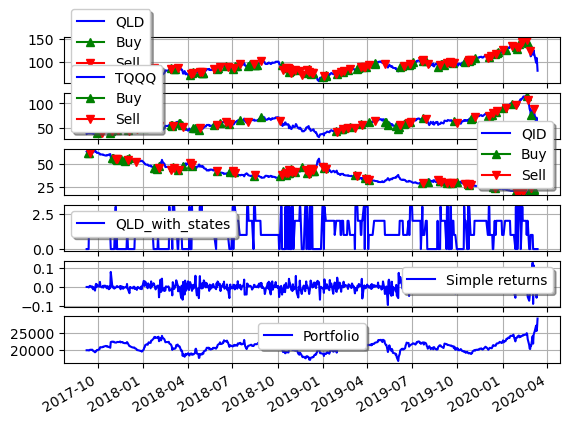 QLD
Buy
Sell
150
100
TQQQ
Buy
Sell
100
50
QID
Buy
Sell
50
25
2.5
0.0
QLD_with_states
0.1
0.0
-0.1
Simple returns
25000
20000
Portfolio
2017-10 2018-01 2018-04 2018-07 2018-10 2019-01 2019-04 2019-07 2019-10 2020-01 2020-04